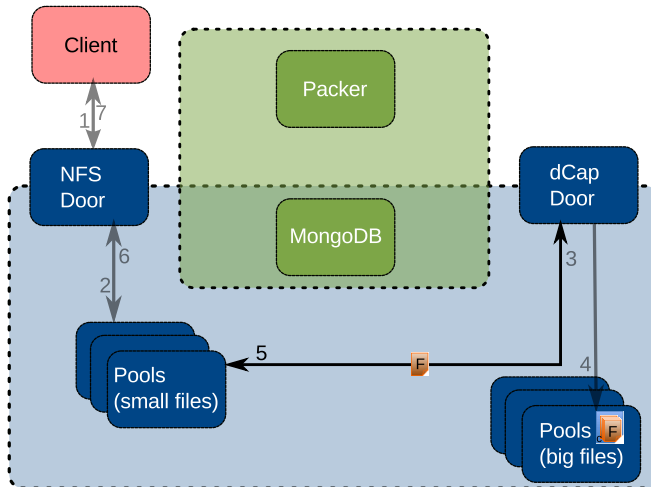 Client
Packer
1
7
NFS
Door
dCap
Door
MongoDB
6
2
3
5
F
4
Pools
(small files)
Pools
c
F
(big files)